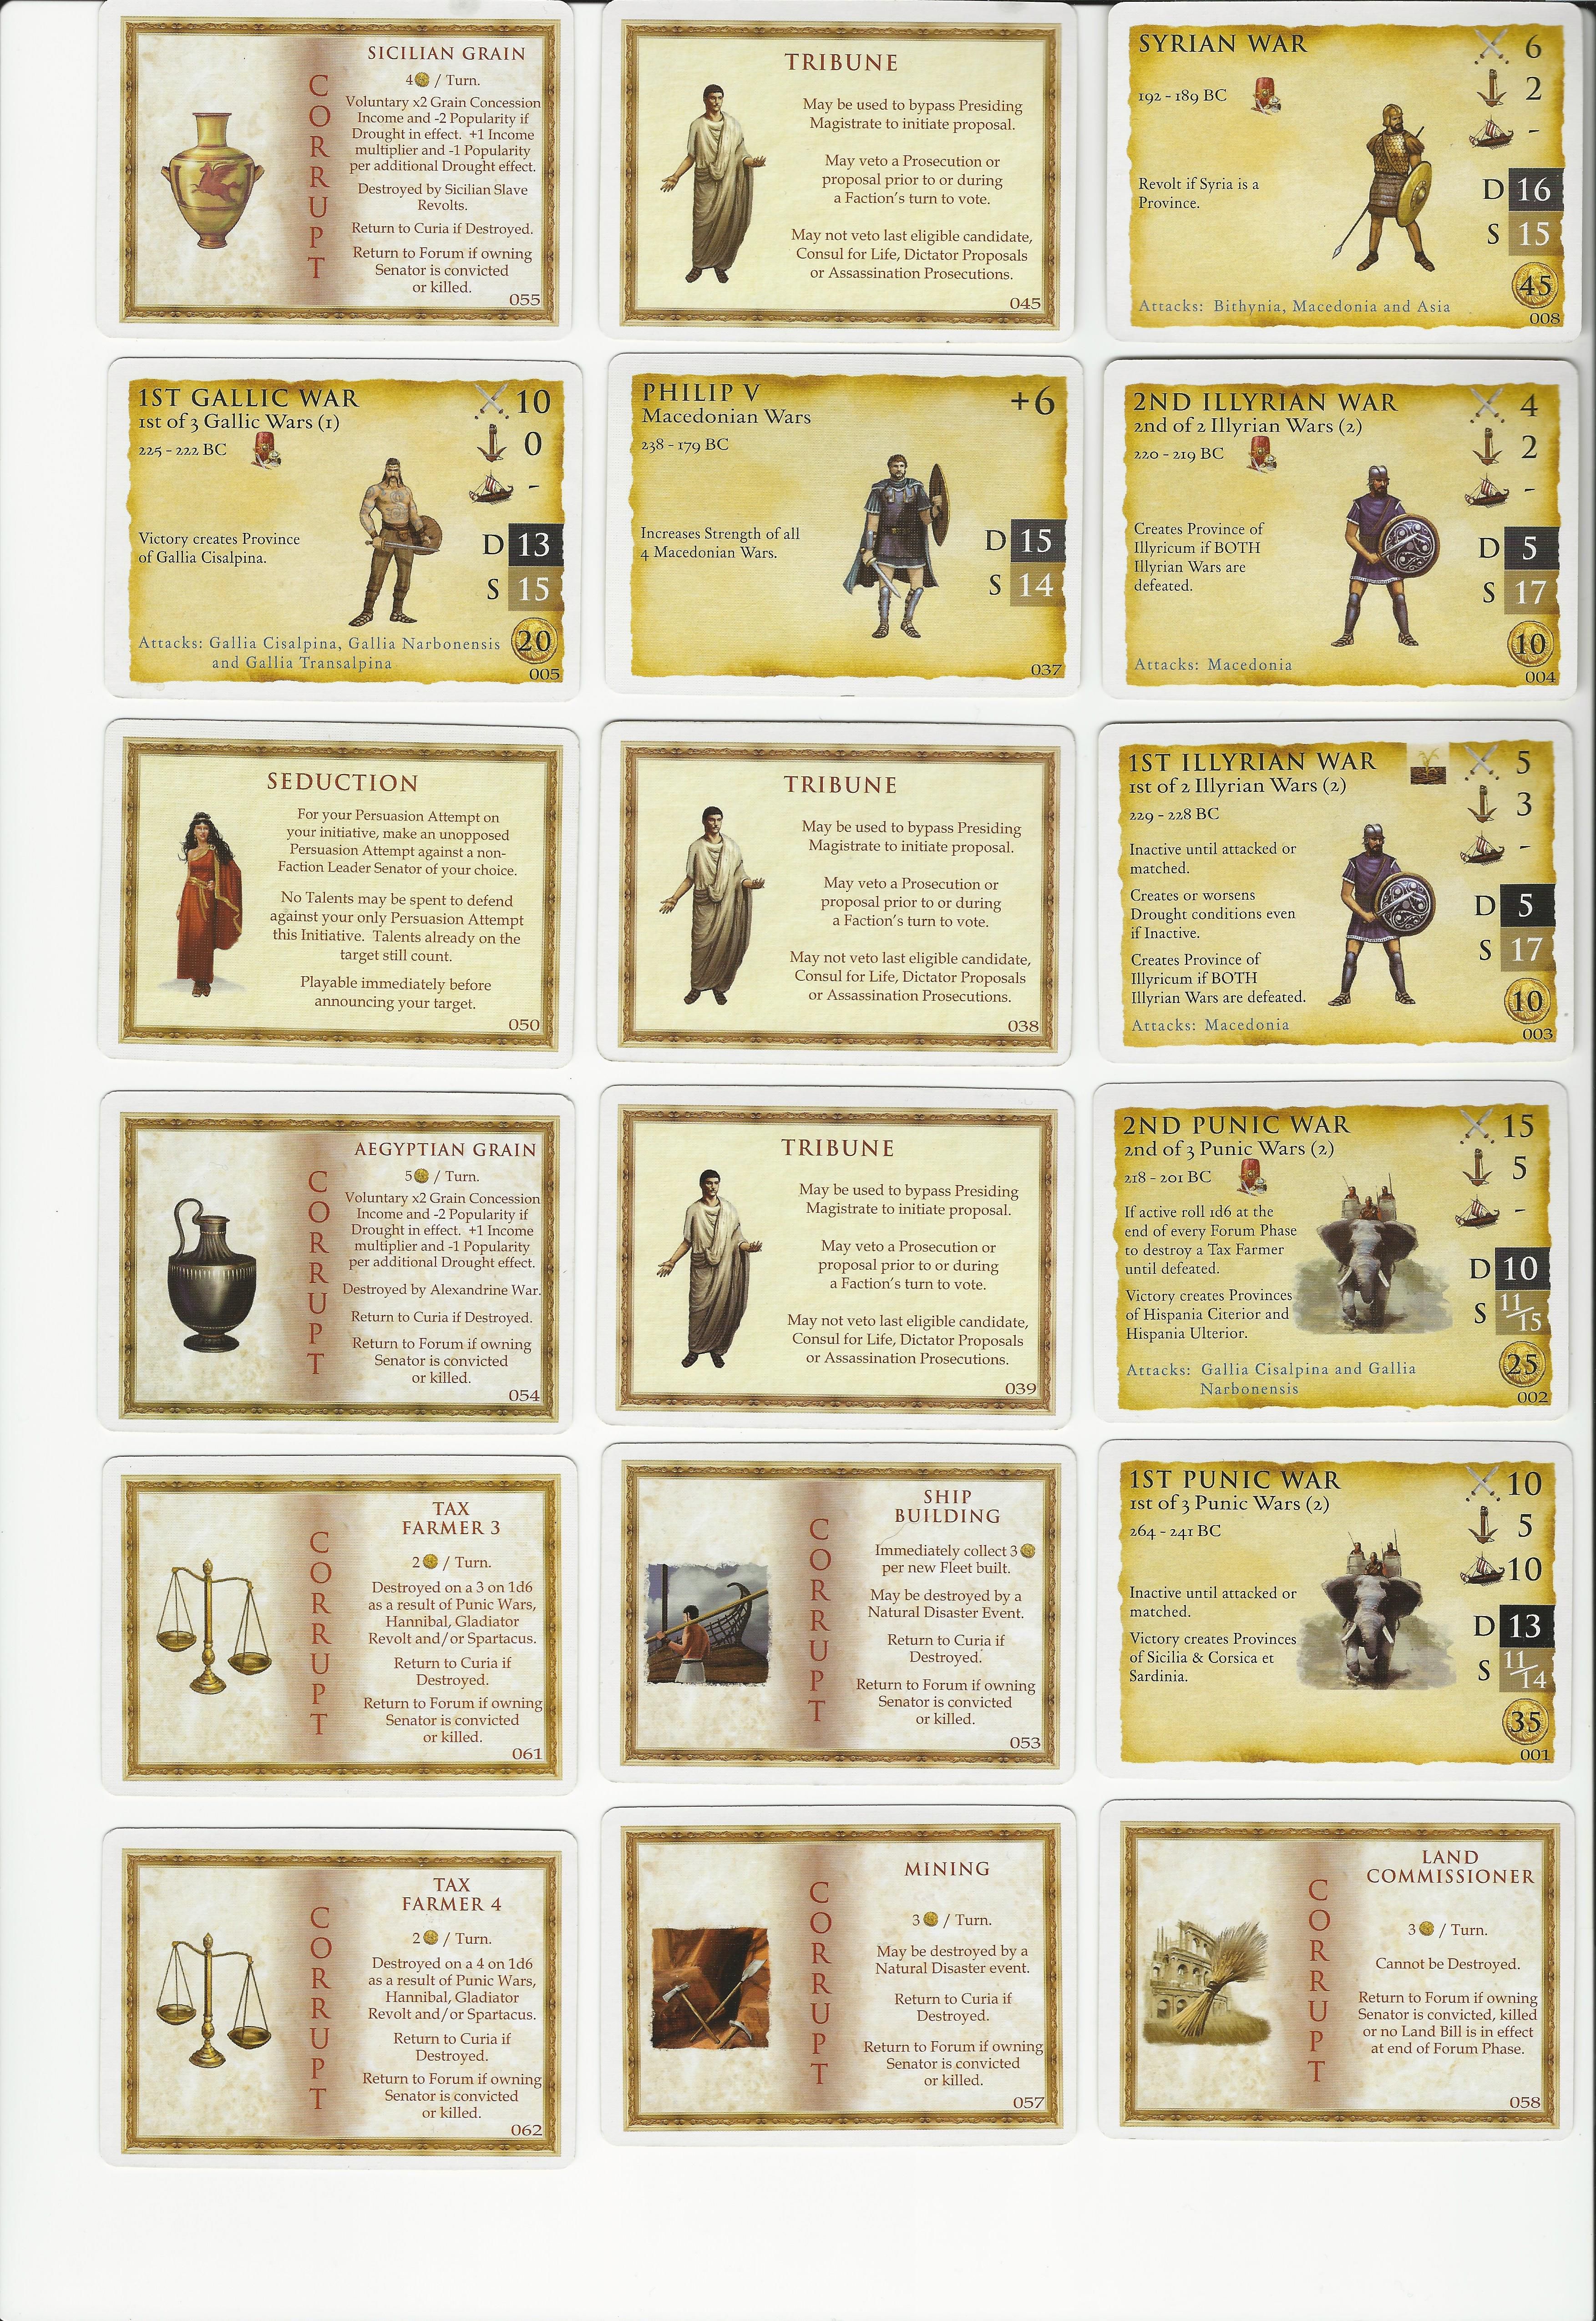 SICILIAN GRAIN
CORRUPT
4 / Turn.
Voluntary x2 Grain Concession
Income and -2 Popularity if
Drought in effect. +1 Income
multiplier and -1 Popularity
per additional Drought effect.
Destroyed by Sicilian Slave
Revolts.
Return to Curia if Destroyed.
Return to Forum if owning
Senator is convicted
or killed.
055
TRIBUNE
May be used to bypass Presiding
Magistrate to initiate proposal.
May veto a Prosecution or
proposal prior to or during
a Faction's turn to vote.
May not veto last eligible candidate,
Consul for Life, Dictator Proposals
or Assassination Prosecutions.
045
SYRIAN WAR
6
192 - 189 BC
2
-
Revolt if Syria is a
Province.
D 16
S 15
45
Attacks: Bithynia, Macedonia and Asia
008
1ST GALLIC WAR
10
1st of 3 Gallic Wars (1)
225 - 222 BC
0
-
Victory creates Province
of Gallia Cisalpina.
D 13
S 15
20
Attacks: Gallia Cisalpina, Gallia Narbonensis
and Gallia Transalpina
005
PHILIP V
+6
Macedonian Wars
238 - 179 BC
Increases Strength of all
4 Macedonian Wars.
D 15
S 14
037
2ND ILLYRIAN WAR
4
2nd of 2 Illyrian Wars (2)
220 - 219 BC
2
-
Creates Province of
Illyricum if BOTH
Illyrian Wars are
defeated.
D 5
S 17
10
Attacks: Macedonia
004
SEDUCTION
For your Persuasion Attempt on
your initiative, make an unopposed
Persuasion Attempt against a non-
Faction Leader Senator of your choice.
No Talents may be spent to defend
against your only Persuasion Attempt
this Initiative. Talents already on the
target still count.
Playable immediately before
announcing your target.
050
TRIBUNE
May be used to bypass Presiding
Magistrate to initiate proposal.
May veto a Prosecution or
proposal prior to or during
a Faction's turn to vote.
May not veto last eligible candidate,
Consul for Life, Dictator Proposals
or Assassination Prosecutions.
038
1ST ILLYRIAN WAR
5
1st of 2 Illyrian Wars (2)
229 - 228 BC
3
-
Inactive until attacked or
matched.
Creates or worsens
Drought conditions even
if Inactive.
Creates Province of
Illyricum if BOTH
Illyrian Wars are defeated.
D 5
S 17
10
Attacks: Macedonia
003
AEGYPTIAN GRAIN
CORRUPT
5 / Turn.
Voluntary x2 Grain Concession
Income and -2 Popularity if
Drought in effect. +1 Income
multiplier and -1 Popularity
per additional Drought effect.
Destroyed by Alexandrine War.
Return to Curia if Destroyed.
Return to Forum if owning
Senator is convicted
or killed.
054
TRIBUNE
May be used to bypass Presiding
Magistrate to initiate proposal.
May veto a Prosecution or
proposal prior to or during
a Faction's turn to vote.
May not veto last eligible candidate,
Consul for Life, Dictator Proposals
or Assassination Prosecutions.
039
2ND PUNIC WAR
15
2nd of 3 Punic Wars (2)
218 - 201 BC
5
-
If active roll 1d6 at the
end of every Forum Phase
to destroy a Tax Farmer
until defeated.
Victory creates Provinces
of Hispania Citerior and
Hispania Ulterior.
D 10
S 11/15
25
Attacks: Gallia Cisalpina and Gallia
Narbonensis
002
TAX
FARMER 3
CORRUPT
2 / Turn.
Destroyed on a 3 on 1d6
as a result of Punic Wars,
Hannibal, Gladiator
Revolt and/or Spartacus.
Return to Curia if
Destroyed.
Return to Forum if owning
Senator is convicted
or killed.
061
SHIP
BUILDING
CORRUPT
Immediately collect 3
per new Fleet built.
May be destroyed by a
Natural Disaster Event.
Return to Curia if
Destroyed.
Return to Forum if owning
Senator is convicted
or killed.
053
1ST PUNIC WAR
10
1st of 3 Punic Wars (2)
264 - 241 BC
5
10
Inactive until attacked or
matched.
Victory creates Provinces
of Sicilia & Corsica et
Sardinia.
D 13
S 11/14
35
001
TAX
FARMER 4
CORRUPT
2 / Turn.
Destroyed on a 4 on 1d6
as a result of Punic Wars,
Hannibal, Gladiator
Revolt and/or Spartacus.
Return to Curia if
Destroyed.
Return to Forum if owning
Senator is convicted
or killed.
062
MINING
CORRUPT
3 / Turn.
May be destroyed by a
Natural Disaster event.
Return to Curia if
Destroyed.
Return to Forum if owning
Senator is convicted
or killed.
057
LAND
COMMISSIONER
CORRUPT
3 / Turn.
Cannot be Destroyed.
Return to Forum if owning
Senator is convicted, killed
or no Land Bill is in effect
at end of Forum Phase.
058